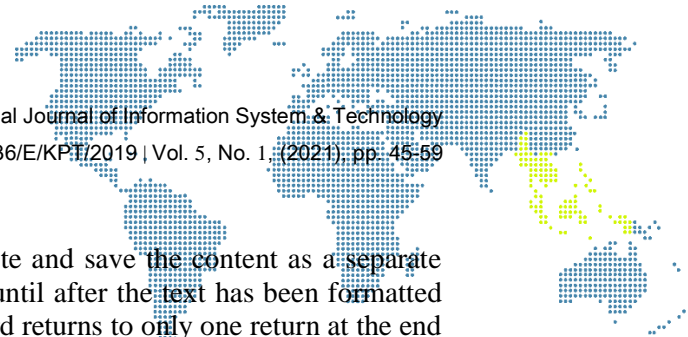 al Journal of Information System & Technology
36/E/KPT/2019 | Vol. 5, No. 1, (2021), pp. 45-59
te and save the content as a separate
until after the text has been formatted
d returns to only one return at the end